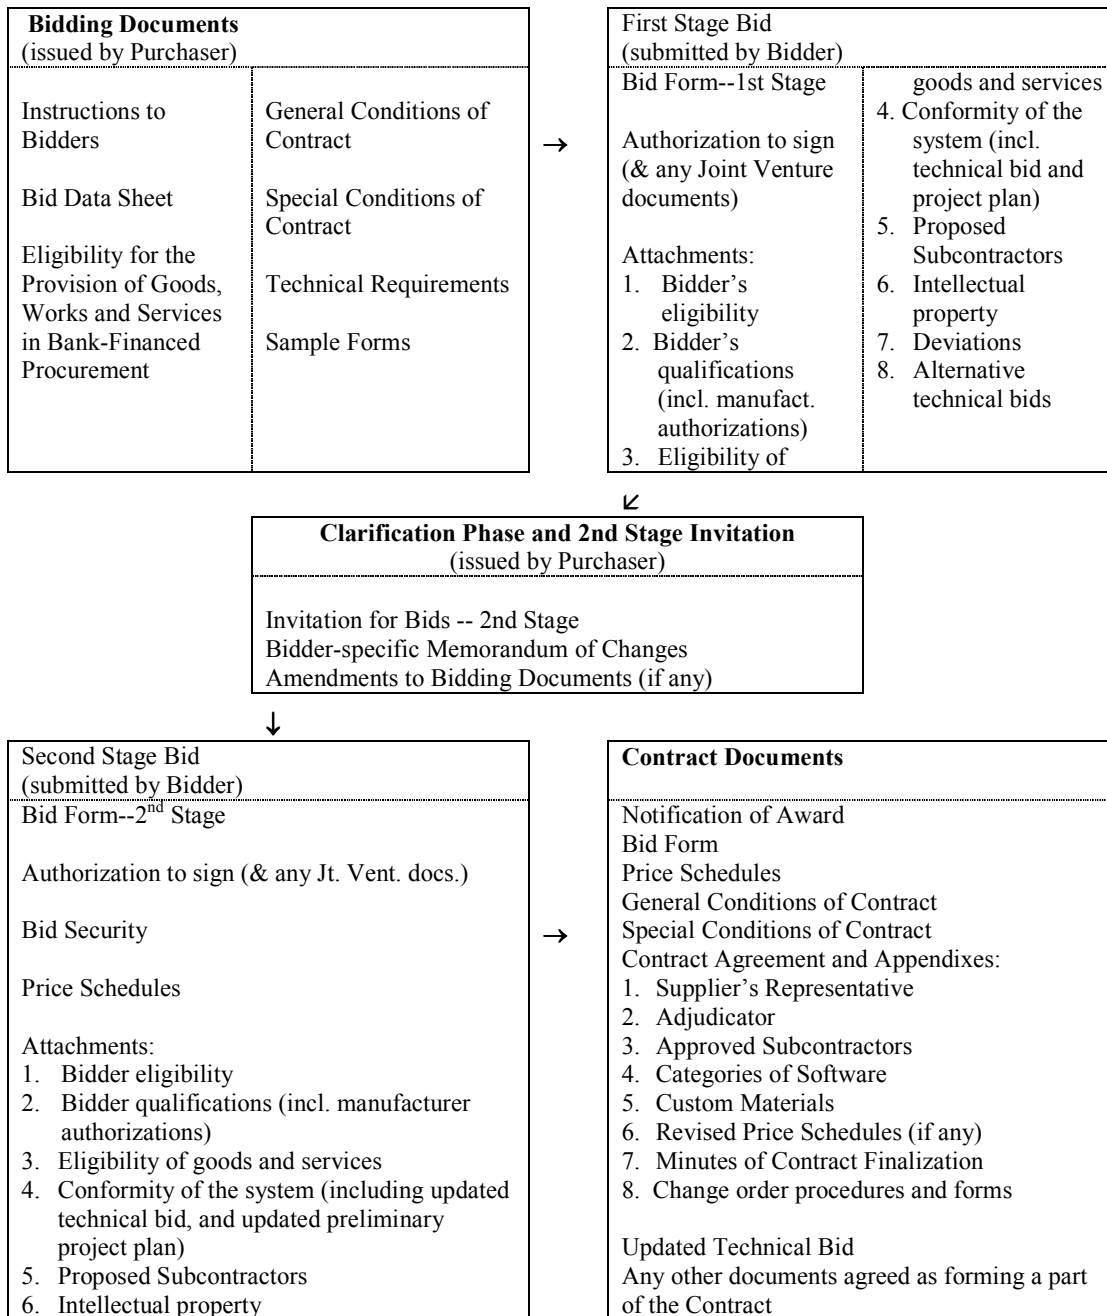 Bidding Documents
(issued by Purchaser)
Instructions to
Bidders
Bid Data Sheet
Eligibility for the
Provision of Goods,
Works and Services
in Bank-Financed
Procurement
General Conditions of
Contract
Special Conditions of
Contract
Technical Requirements
Sample Forms
→
First Stage Bid
(submitted by Bidder)
Bid Form--1st Stage
Authorization to sign
(& any Joint Venture
documents)
Attachments:
1. Bidder's
eligibility
2. Bidder's
qualifications
(incl. manufact.
authorizations)
3. Eligibility of
goods and services
4. Conformity of the
system (incl.
technical bid and
project plan)
5. Proposed
Subcontractors
6. Intellectual
property
7. Deviations
8. Alternative
technical bids
↙
Clarification Phase and 2nd Stage Invitation
(issued by Purchaser)
Invitation for Bids -- 2nd Stage
Bidder-specific Memorandum of Changes
Amendments to Bidding Documents (if any)
↓
Second Stage Bid
(submitted by Bidder)
Bid Form--2nd Stage
Authorization to sign (& any Jt. Vent. docs.)
Bid Security
Price Schedules
Attachments:
1. Bidder eligibility
2. Bidder qualifications (incl. manufacturer
authorizations)
3. Eligibility of goods and services
4. Conformity of the system (including updated
technical bid, and updated preliminary
project plan)
5. Proposed Subcontractors
6. Intellectual property
→
Contract Documents
Notification of Award
Bid Form
Price Schedules
General Conditions of Contract
Special Conditions of Contract
Contract Agreement and Appendixes:
1. Supplier's Representative
2. Adjudicator
3. Approved Subcontractors
4. Categories of Software
5. Custom Materials
6. Revised Price Schedules (if any)
7. Minutes of Contract Finalization
8. Change order procedures and forms
Updated Technical Bid
Any other documents agreed as forming a part
of the Contract